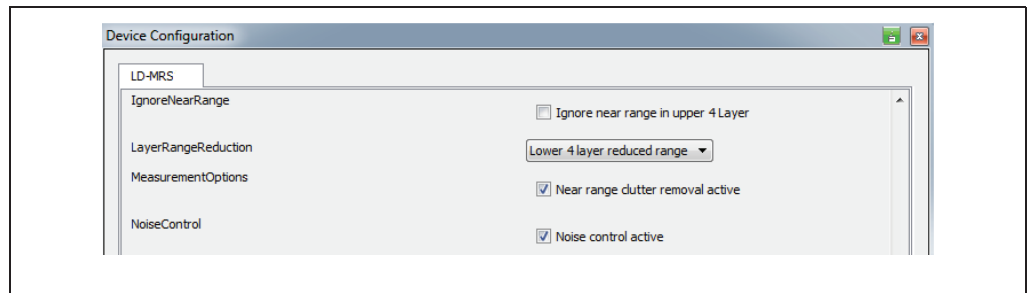 Device Configuration
LD-MRS
IgnoreNearRange
Ignore near range in upper 4 Layer
LayerRangeReduction
Lower 4 layer reduced range
MeasurementOptions
Near range clutter removal active
NoiseControl
Noise control active